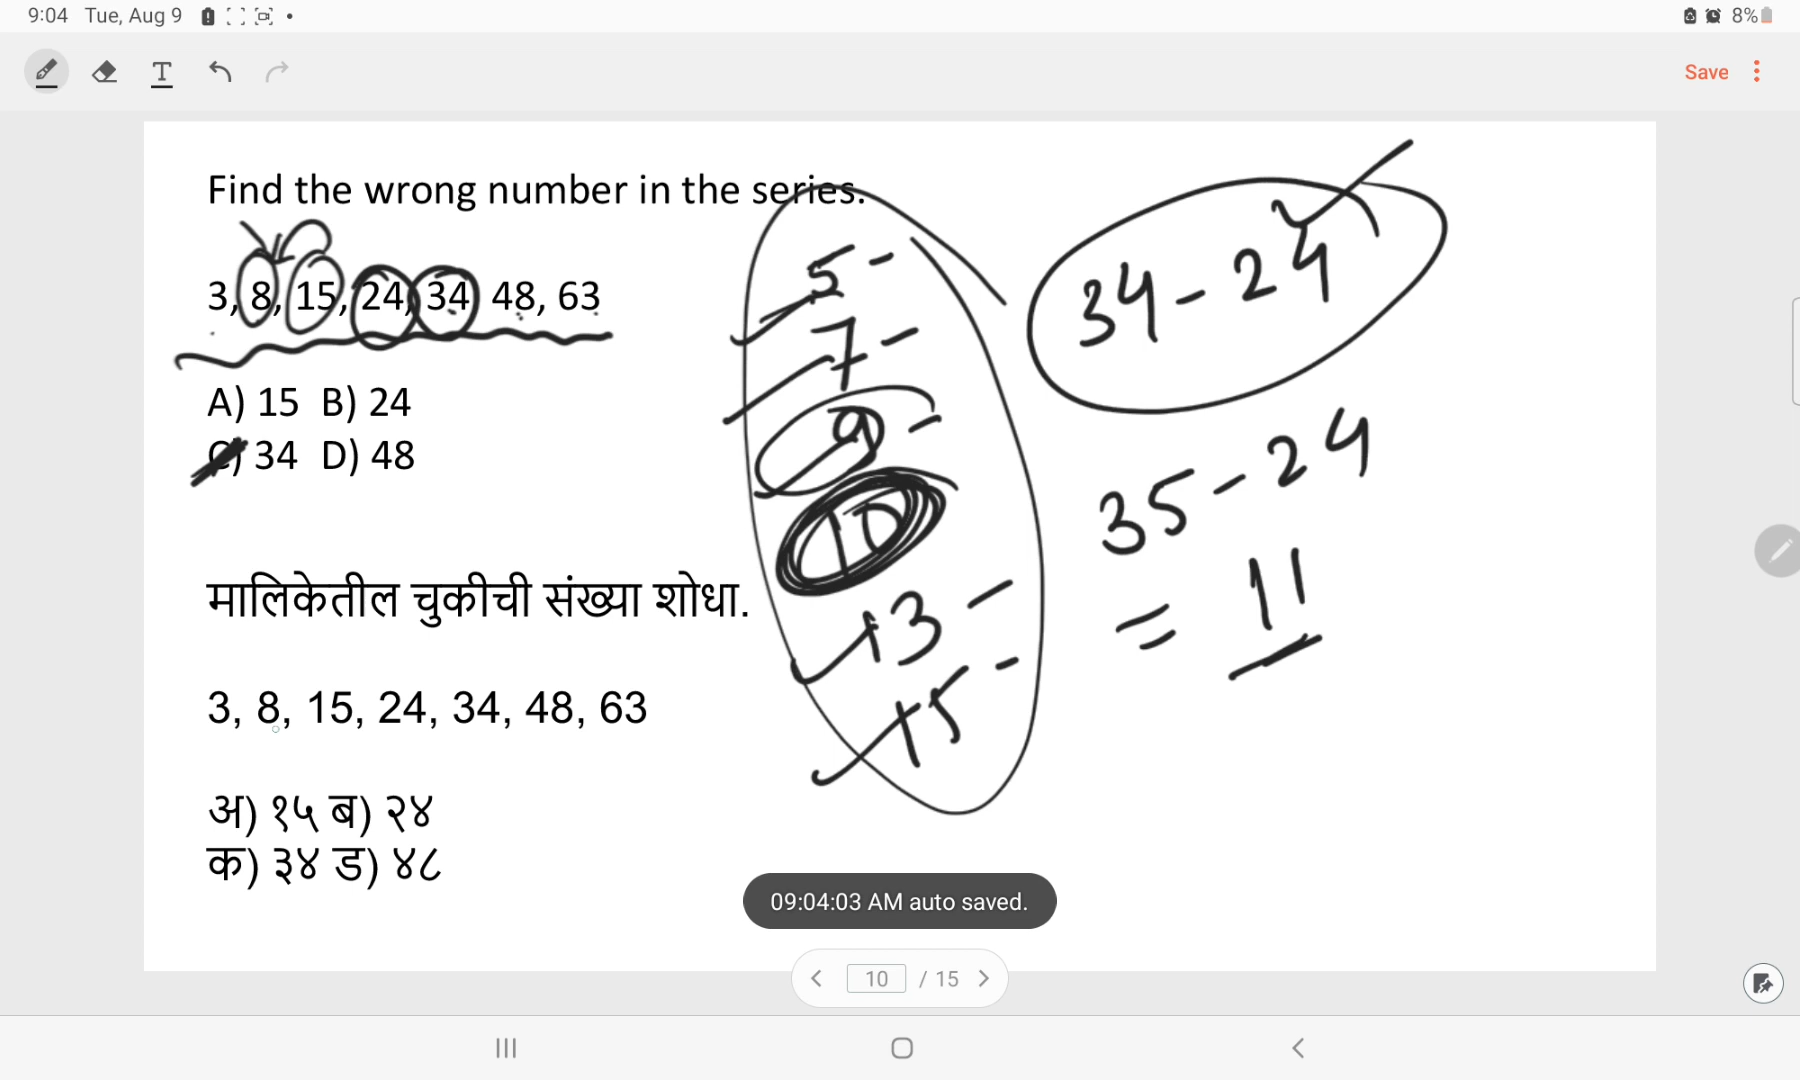 9:04 Tue, Aug 9
8%
Save
Find the wrong number in the series.
3, 8, 15, 24, 34, 48, 63
A) 15 B) 24
C) 34 D) 48
मालिकेतील चुकीची संख्या शोधा.
3, 8, 15, 24, 34, 48, 63
अ) १५ ब) २४
क) ३४ ड) ४८
5 -
7 -
9 -
10
13 -
15 -
34 - 24
35 - 24
= 11
09:04:03 AM auto saved.
10 / 15